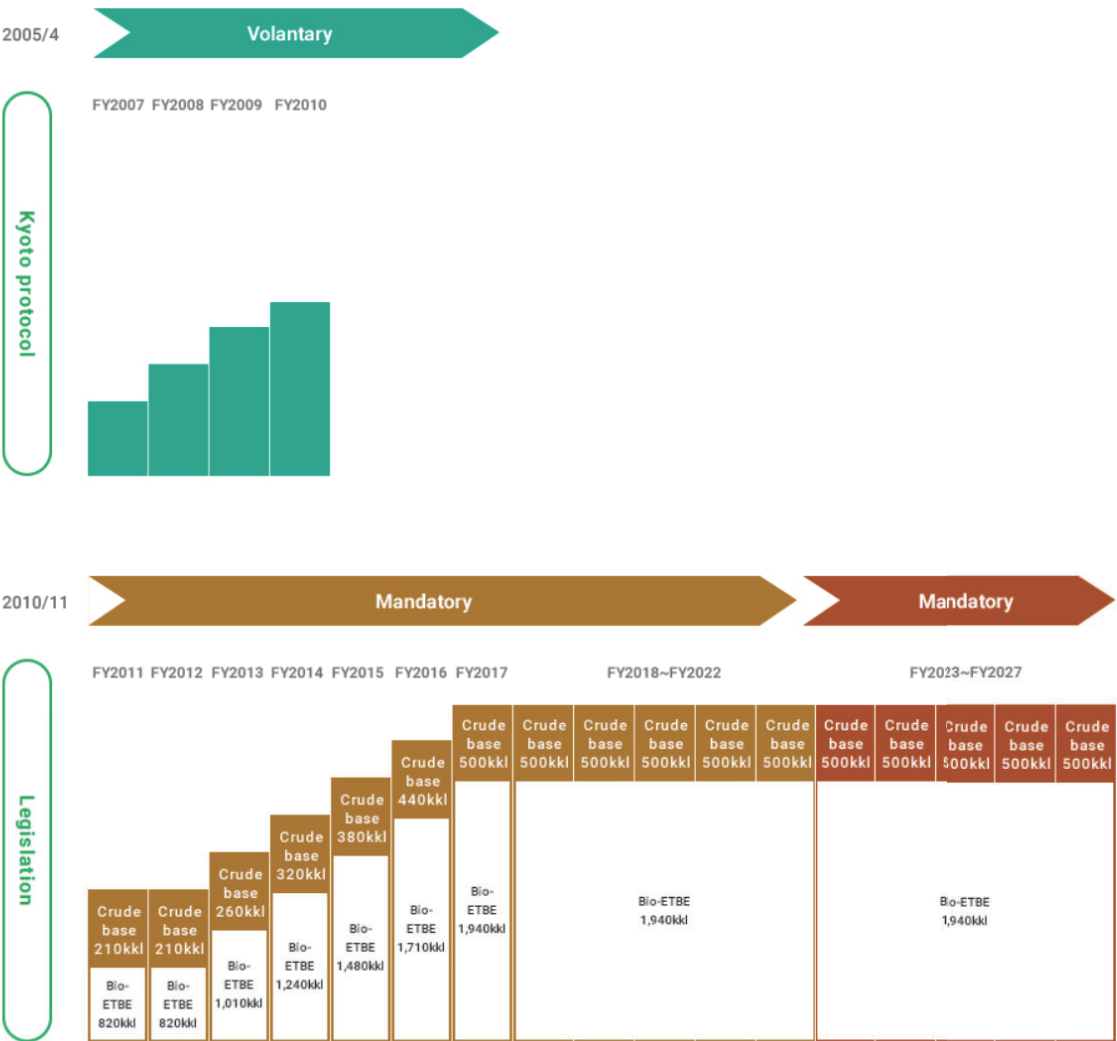 2005/4
Volantary
FY2007 FY2008 FY2009 FY2010
Kyoto protocol
2010/11
Mandatory
Mandatory
FY2011 FY2012 FY2013 FY2014 FY2015 FY2016 FY2017 FY2018~FY2022 FY2023~FY2027
Legislation
Crude
base
210kkl
Bio-
ETBE
820kkl
Crude
base
210kkl
Bio-
ETBE
820kkl
Crude
base
260kkl
Bio-
ETBE
1,010kkl
Crude
base
320kkl
Bio-
ETBE
1,240kkl
Crude
base
380kkl
Bio-
ETBE
1,480kkl
Crude
base
440kkl
Bio-
ETBE
1,710kkl
Crude
base
500kkl
Bio-
ETBE
1,940kkl
Crude
base
500kkl
Crude
base
500kkl
Crude
base
500kkl
Crude
base
500kkl
Crude
base
500kkl
Bio-ETBE
1,940kkl
Crude
base
500kkl
Crude
base
500kkl
Crude
base
500kkl
Crude
base
500kkl
Crude
base
500kkl
Bio-ETBE
1,940kkl